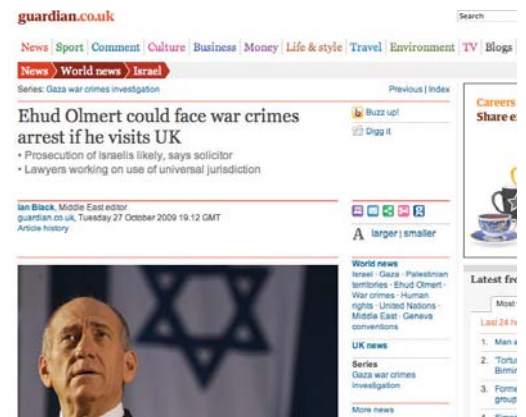 guardian.co.uk
Search
News Sport Comment Culture Business Money Life & style Travel Environment TV Blogs
News World news Israel
Series: Gaza war crimes investigation
Previous | Index
Ehud Olmert could face war crimes
arrest if he visits UK
• Prosecution of Israelis likely, says solicitor
• Lawyers working on use of universal jurisdiction
Buzz up!
Digg it
Ian Black, Middle East editor
guardian.co.uk, Tuesday 27 October 2009 19.12 GMT
Article history
A larger | smaller
World news
Israel · Gaza · Palestinian
territories · Ehud Olmert ·
War crimes · Human
rights · United Nations ·
Middle East · Geneva
conventions
UK news
Series
Gaza war crimes
investigation
More news
Careers
Share
Latest
Most
Last 24
1. Man
2.
3.
group